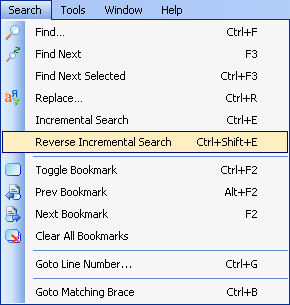 Search Tools Window Help
Find... Ctrl+F
Find Next F3
Find Next Selected Ctrl+F3
Replace... Ctrl+R
Incremental Search Ctrl+E
Reverse Incremental Search Ctrl+Shift+E
Toggle Bookmark Ctrl+F2
Prev Bookmark Alt+F2
Next Bookmark F2
Clear All Bookmarks
Goto Line Number... Ctrl+G
Goto Matching Brace Ctrl+B